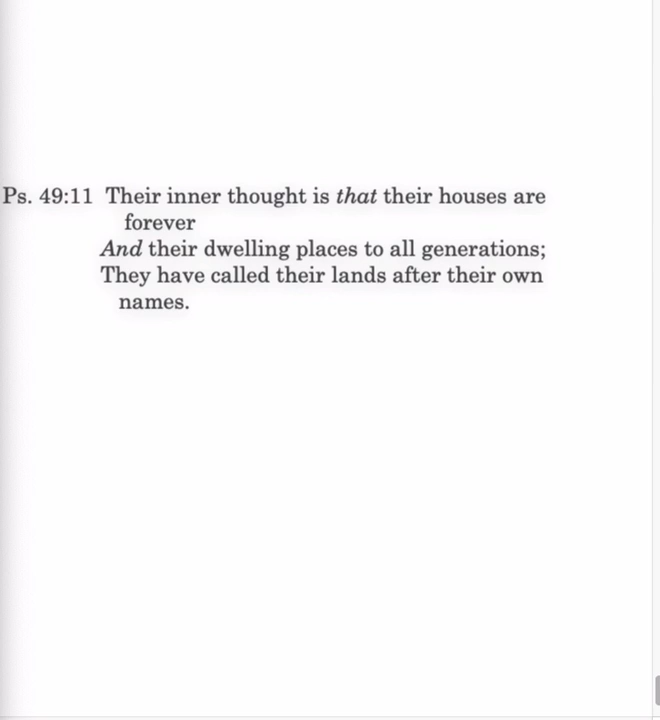 Ps. 49:11 Their inner thought is that their houses are
forever
And their dwelling places to all generations;
They have called their lands after their own
names.